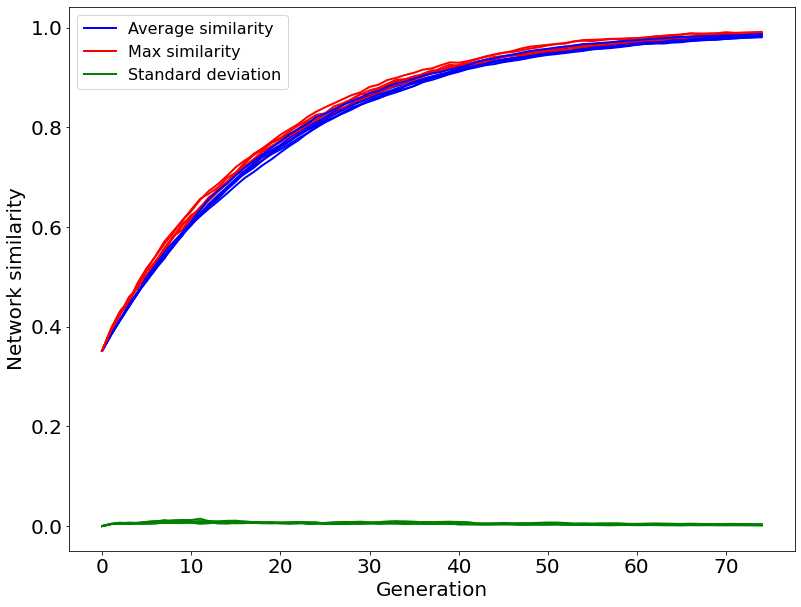 Average similarity
Max similarity
Standard deviation
Network similarity
1.0
0.8
0.6
0.4
0.2
0.0
0 10 20 30 40 50 60 70
Generation